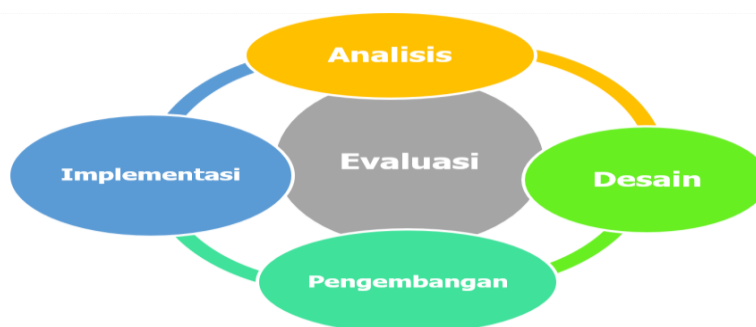 Analisis
Evaluasi
Implementasi
Desain
Pengembangan